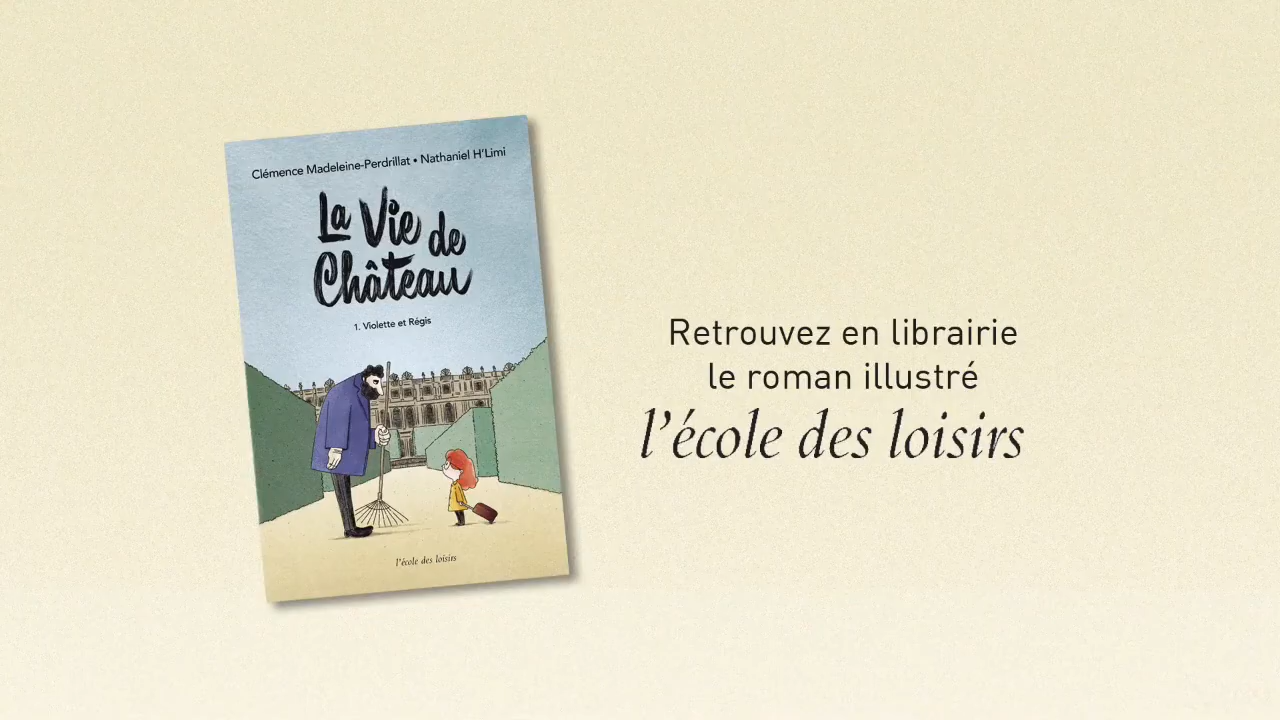 Clémence Madeleine-Perdrillat • Nathaniel H'Limi
La Vie de
Château
1. Violette et Régis
l'école des loisirs
Retrouvez en librairie
le roman illustré
l'école des loisirs